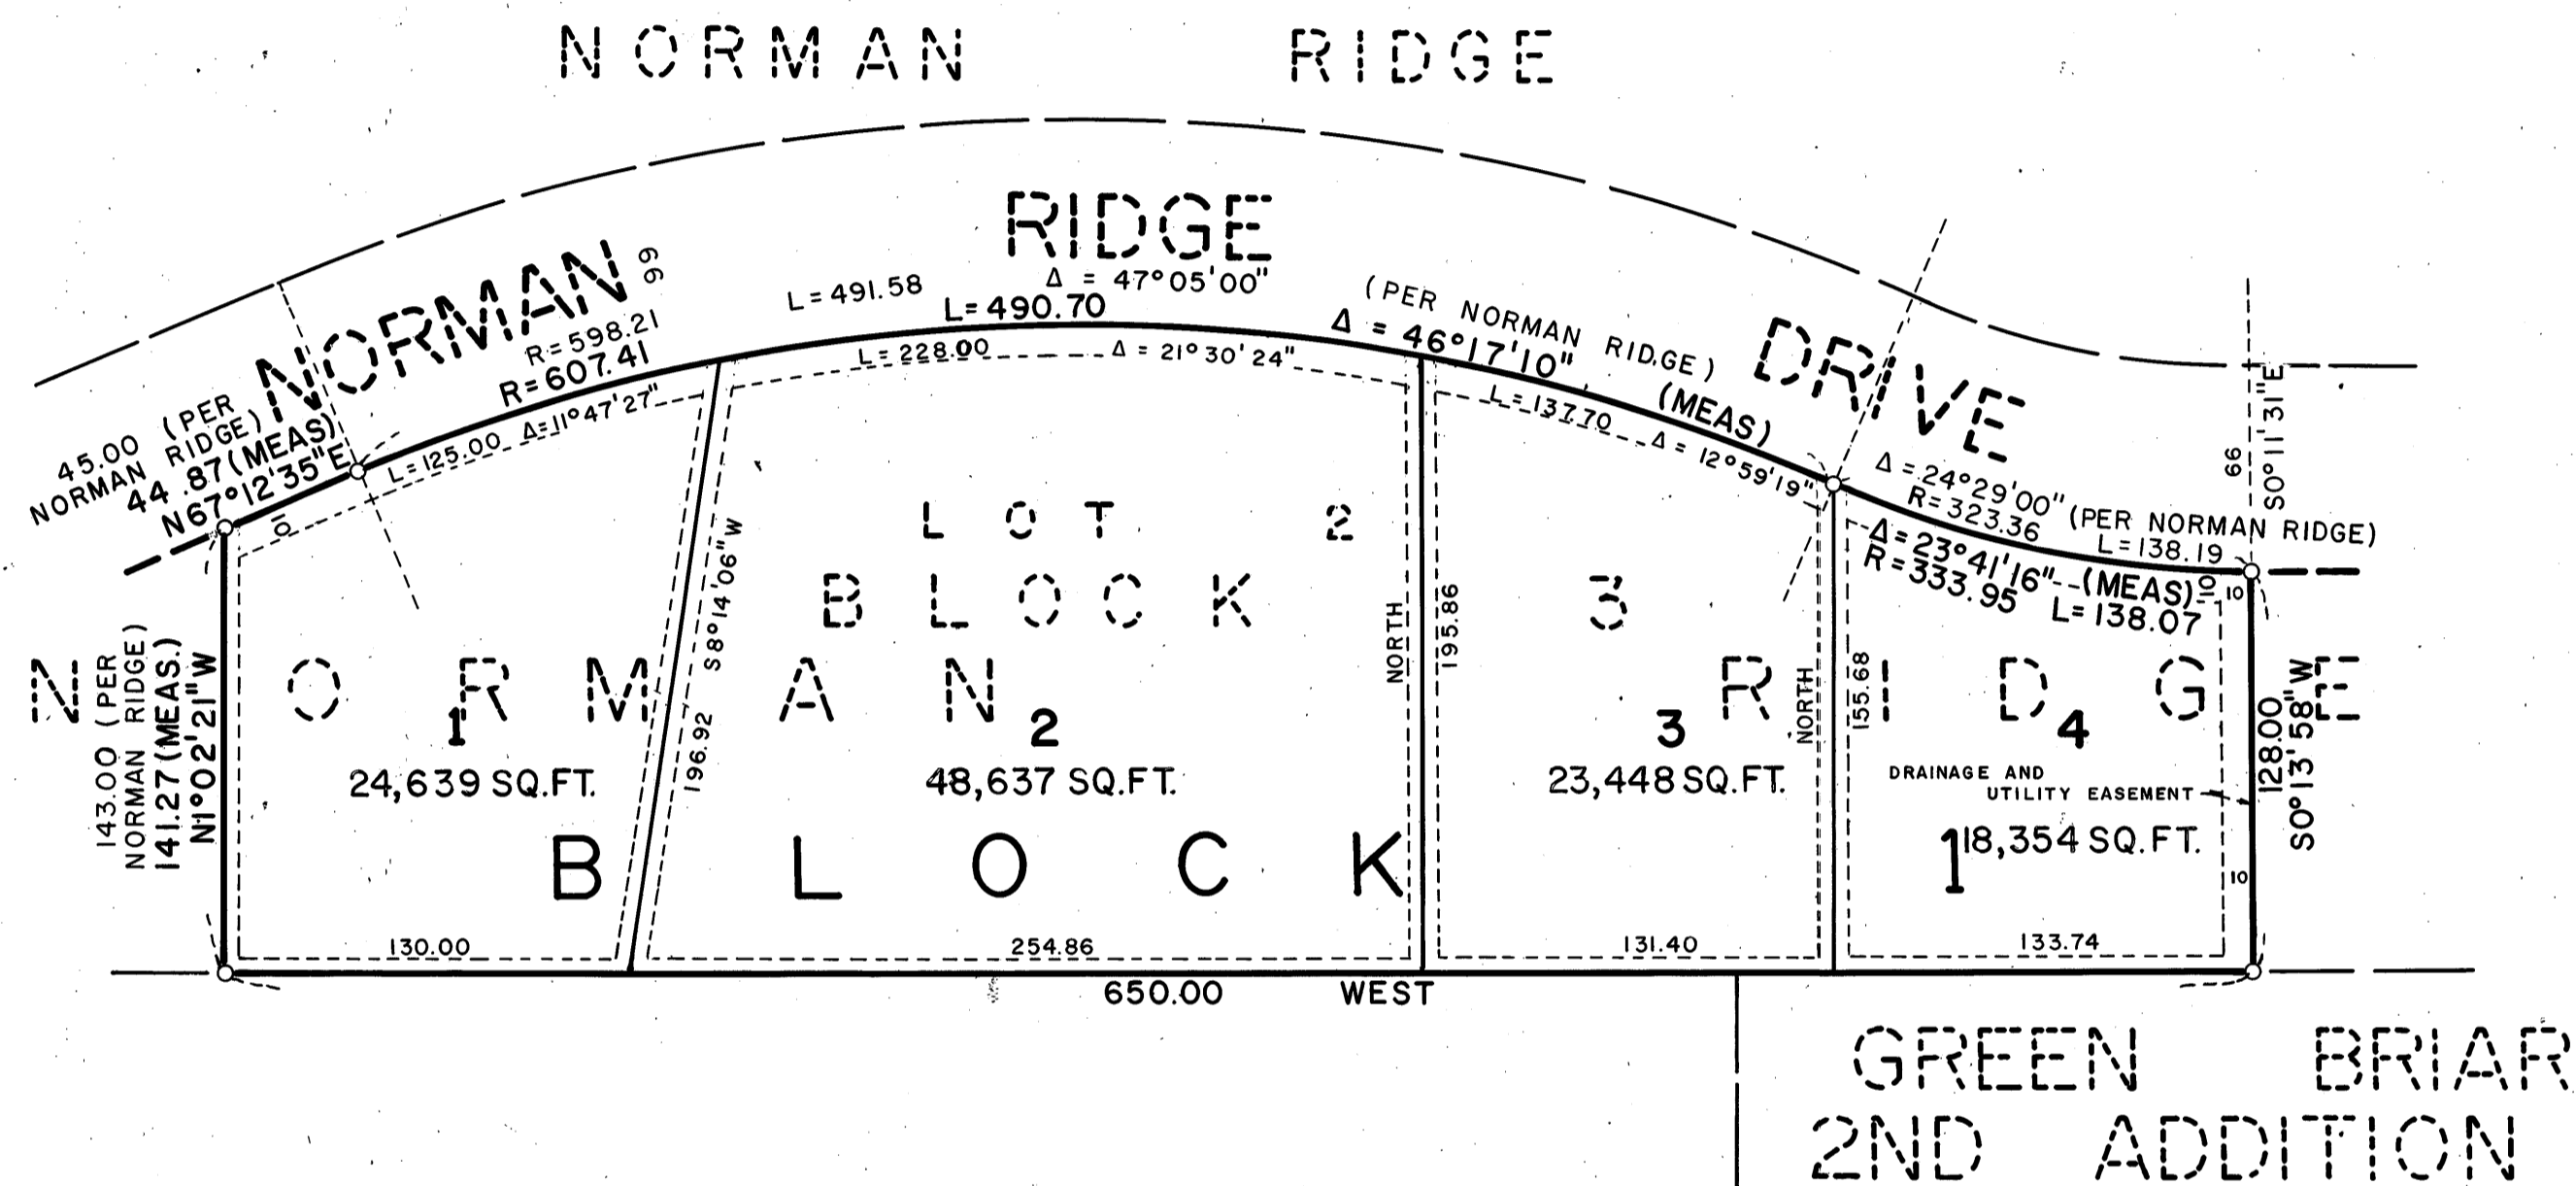 NORMAN RIDGE
NORMAN RIDGE DRIVE
66
L=491.58
Δ = 47°05'00"
L=490.70
(PER NORMAN RIDGE)
Δ = 46°17'10"
(MEAS)
R=598.21
R=607.41
L=228.00
Δ = 21°30'24"
45.00 (PER
NORMAN RIDGE)
44.87(MEAS)
N67°12'35"E
10
L=125.00
Δ=11°47'27"
L=137.70
Δ = 12°59'19"
Δ = 24°29'00" (PER NORMAN RIDGE)
R=323.36
L=138.19
Δ=23°41'16" (MEAS)
R=333.95
L=138.07
10
10
66
S0°11'31"E
LOT 2
BLOCK 3
NORMAN RIDGE
143.00 (PER
NORMAN RIDGE)
141.27(MEAS.)
N1°02'21"W
S8°14'06"W
196.92
NORTH
195.86
NORTH
155.68
128.00
S0°13'58"W
1
24,639 SQ.FT.
2
48,637 SQ.FT.
3
23,448 SQ.FT.
4
DRAINAGE AND
UTILITY EASEMENT
18,354 SQ.FT.
10
BLOCK 1
130.00
254.86
131.40
133.74
650.00 WEST
GREEN BRIAR
2ND ADDITION